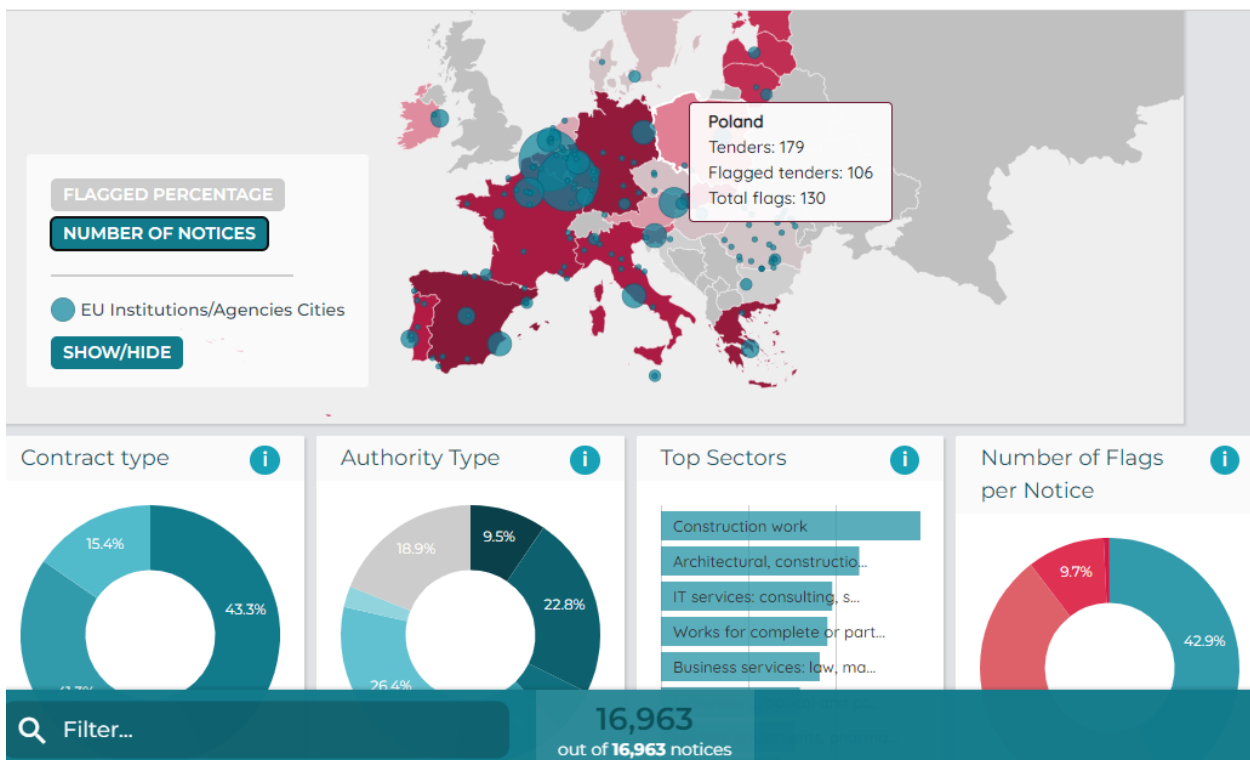 Poland
Tenders: 179
Flagged tenders: 106
Total flags: 130
FLAGGED PERCENTAGE
NUMBER OF NOTICES
EU Institutions/Agencies Cities
SHOW/HIDE
Contract type
i
15.4%
43.3%
Authority Type
i
18.9%
9.5%
22.8%
26.4%
Top Sectors
i
Construction work
Architectural, constructio...
IT services: consulting, s...
Works for complete or part...
Business services: law, ma...
Number of Flags
per Notice
i
9.7%
42.9%
Filter...
16,963
out of 16,963 notices